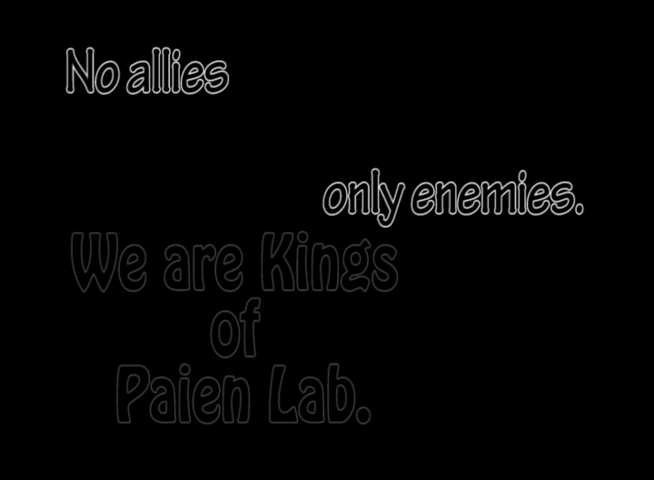 No allies
only enemies.
We are Kings
of
Paien Lab.